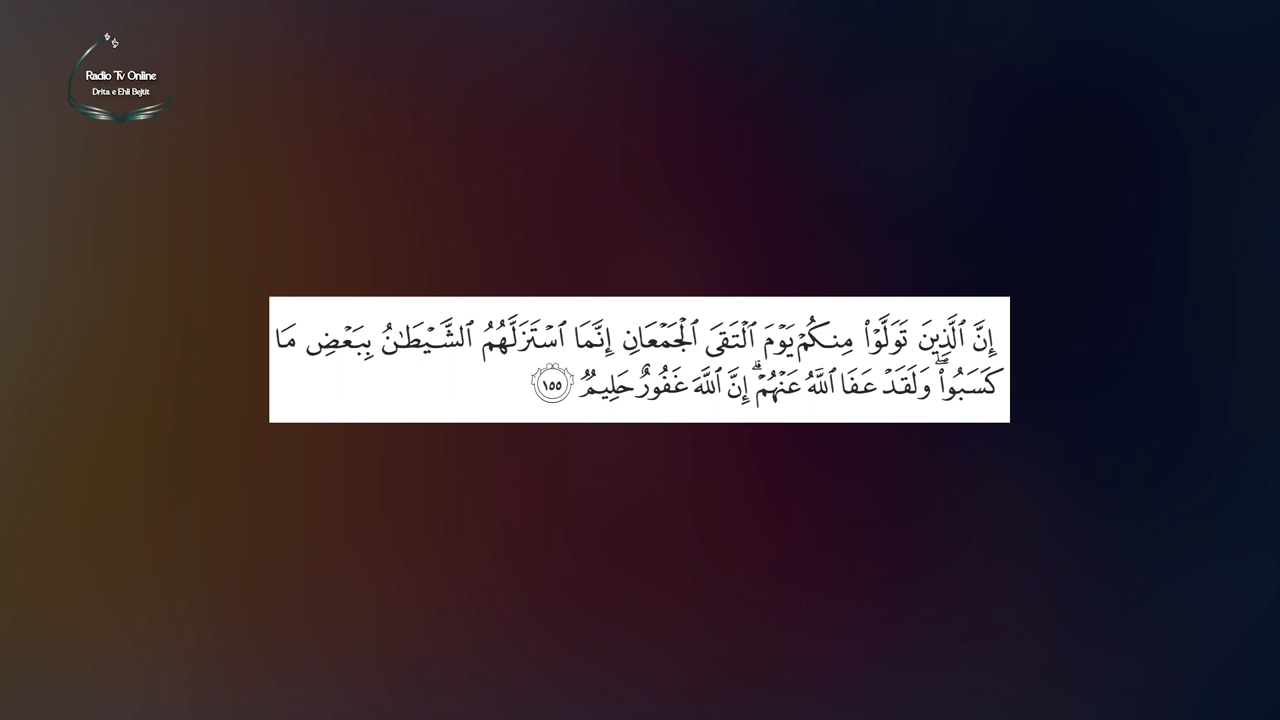 Radio Tv Online
Drita e Ehli Bejtit
إِنَّ ٱلَّذِينَ تَوَلَّوْا۟ مِنكُمْ يَوْمَ ٱلْتَقَى ٱلْجَمْعَانِ إِنَّمَا ٱسْتَزَلَّهُمُ ٱلشَّيْطَٰنُ بِبَعْضِ مَا
كَسَبُوا۟ۖ وَلَقَدْ عَفَا ٱللَّهُ عَنْهُمْۗ إِنَّ ٱللَّهَ غَفُورٌ حَلِيمٌ ١٥٥